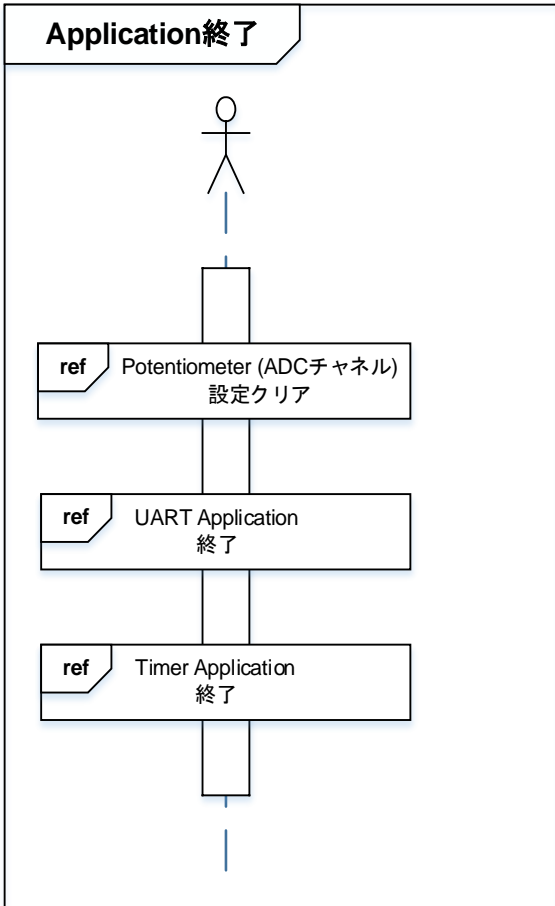 Application終了
ref
Potentiometer (ADCチャネル)
設定クリア
ref
UART Application
終了
ref
Timer Application
終了